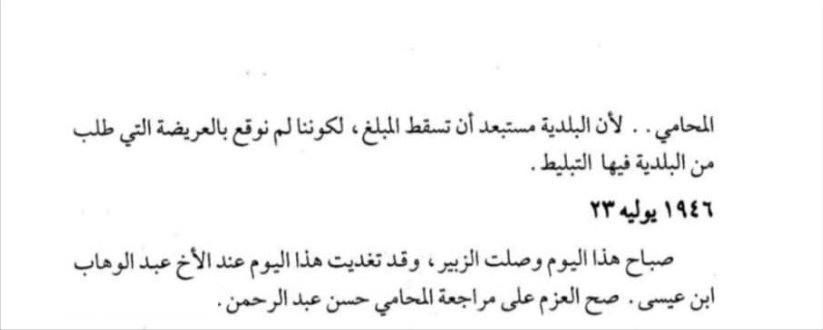 المحامي . . لأن البلدية مستبعد أن تسقط المبلغ ، لكوننا لم نوقع بالعريضة التي طلب
من البلدية فيها التبليط .
١٩٤٦ يوليه ٢٣
صباح هذا اليوم وصلت الزبير ، وقد تغديت هذا اليوم عند الأخ عبد الوهاب
ابن عيسى . صح العزم على مراجعة المحامي حسن عبد الرحمن .